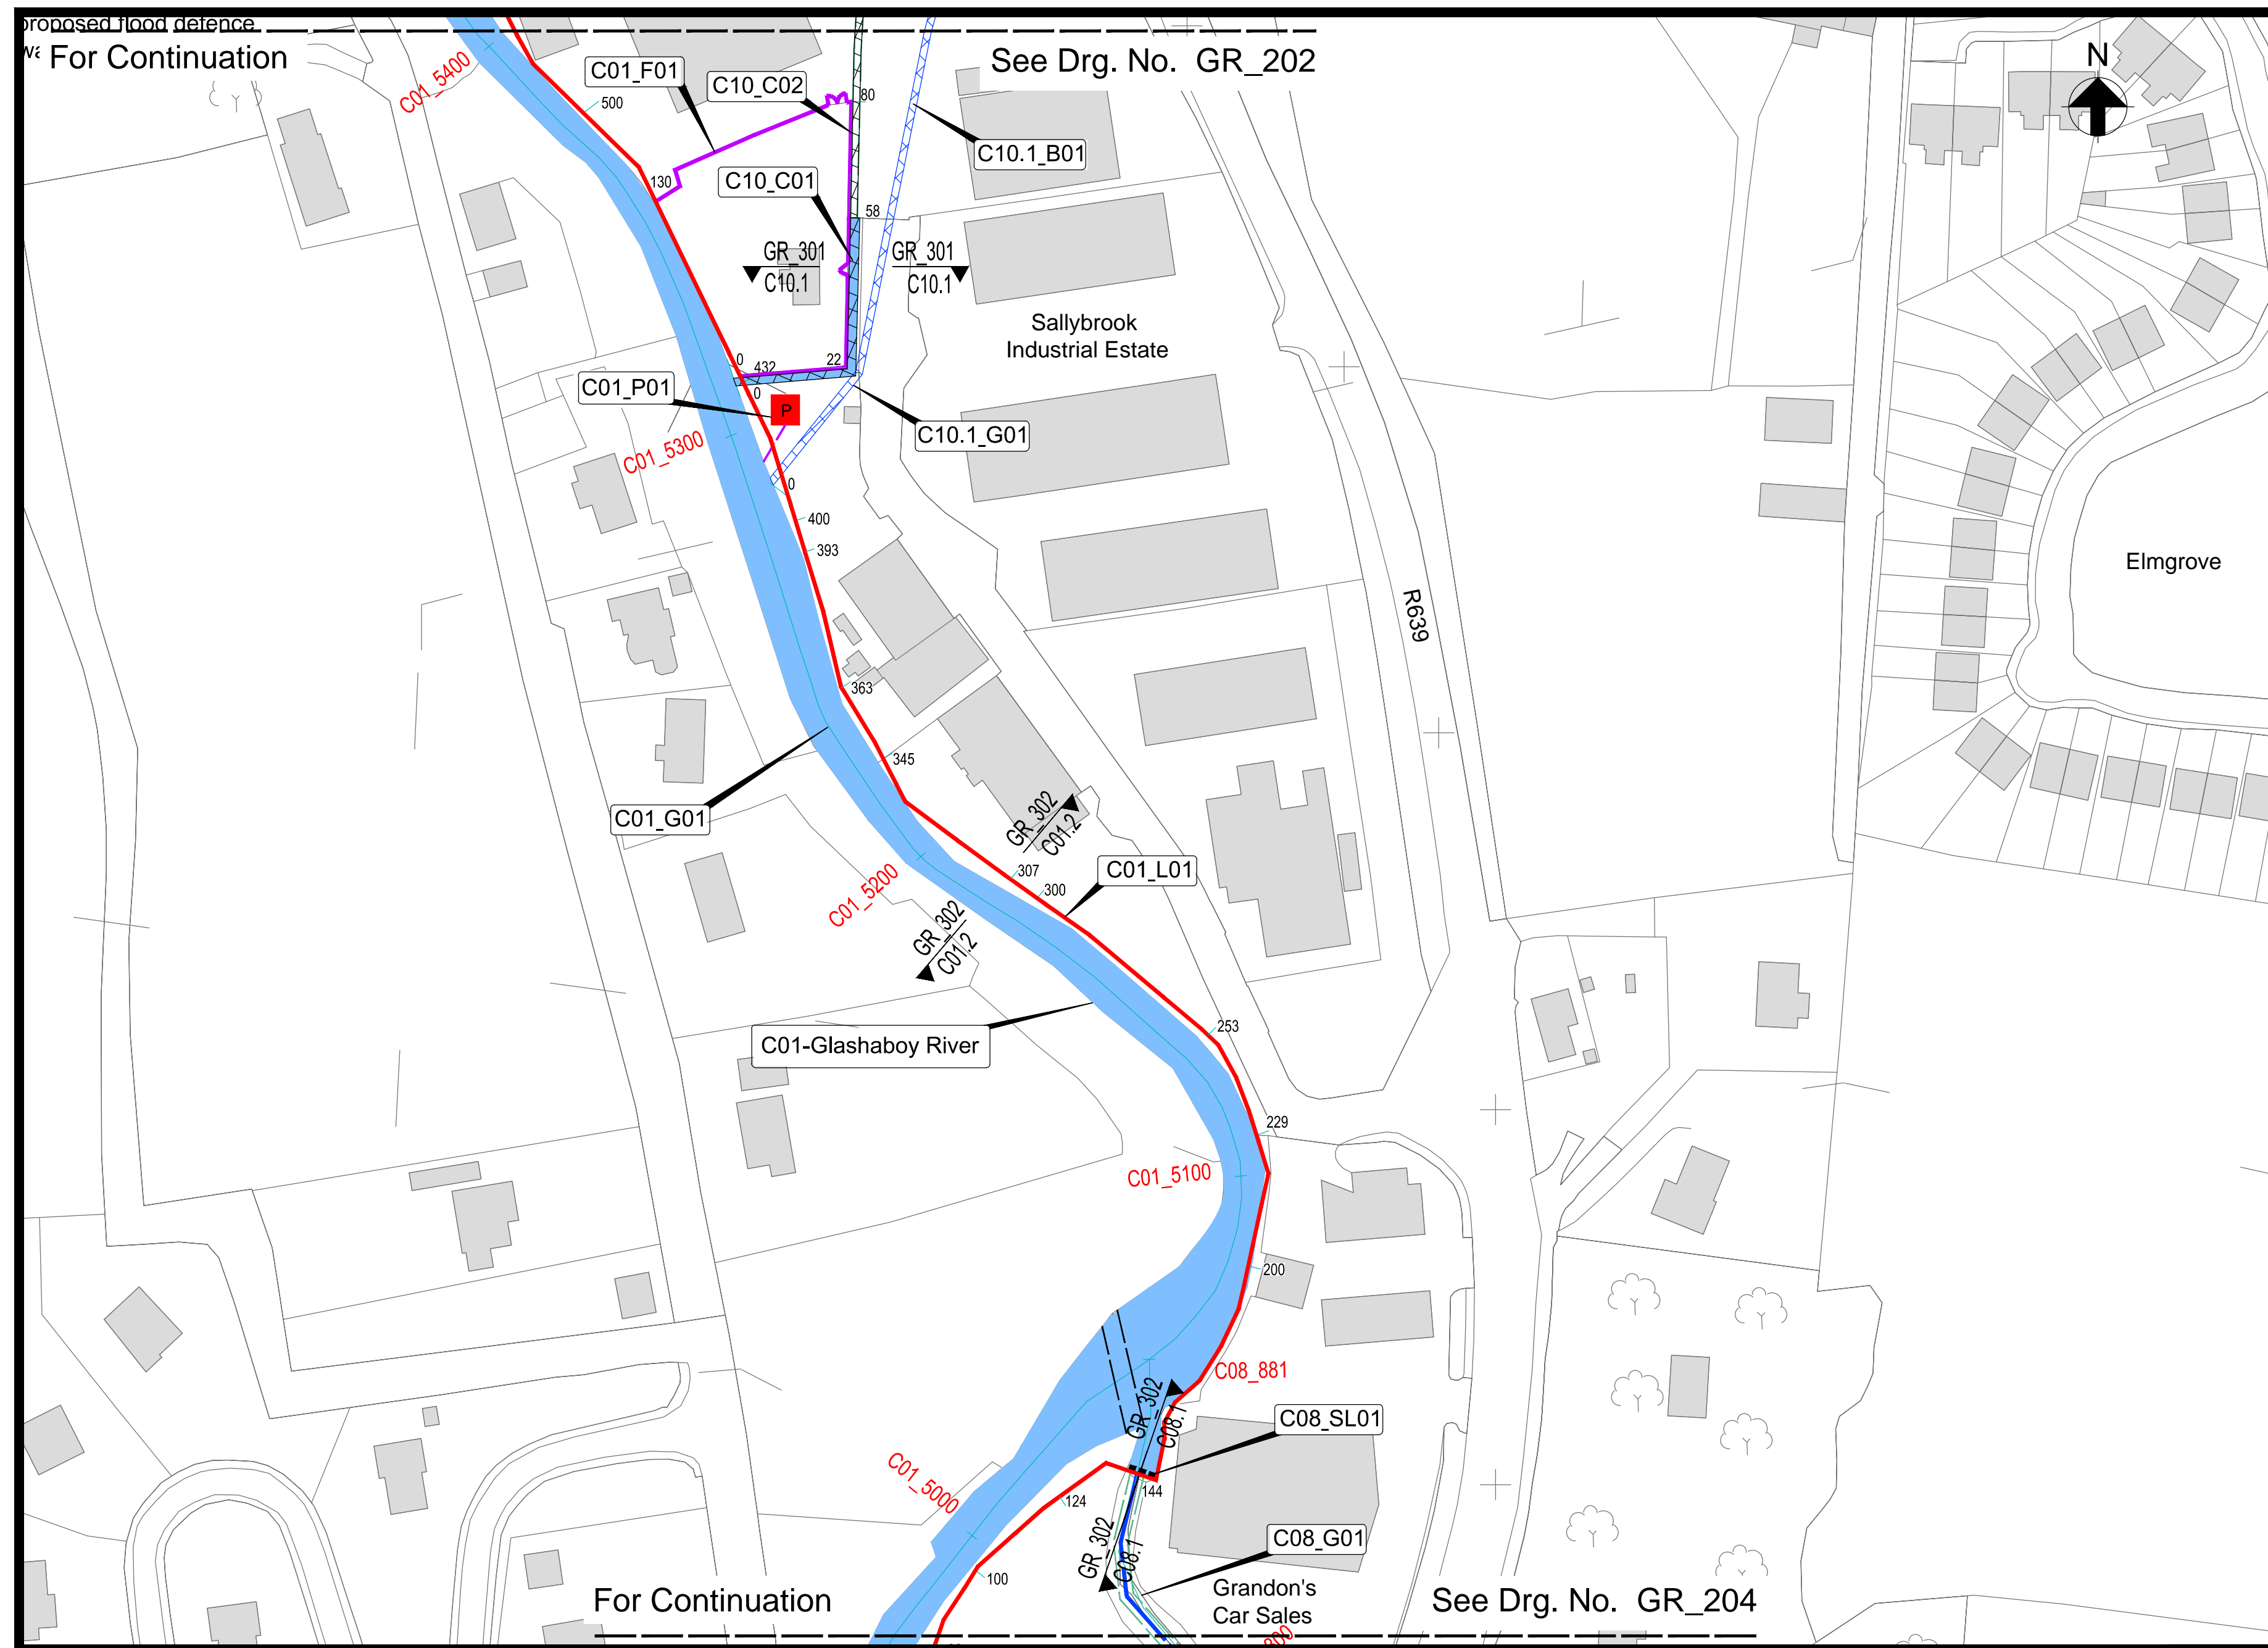 proposed flood defence
For Continuation
See Drg. No. GR_202
N
C01_5400
C01_F01
C10_C02
500
80
C10.1_B01
130
C10_C01
58
GR_301
C10.1
GR_301
C10.1
Sallybrook
Industrial Estate
0
432
22
0
C01_P01
P
C01_5300
C10.1_G01
0
400
393
Elmgrove
R639
363
345
C01_G01
GR_302
C01.2
307
300
C01_L01
C01_5200
GR_302
C01.2
253
C01-Glashaboy River
229
C01_5100
200
C08_881
GR_302
C08.1
C08_SL01
C01_5000
124
144
GR_302
C08.1
C08_G01
100
Grandon's
Car Sales
For Continuation
See Drg. No. GR_204